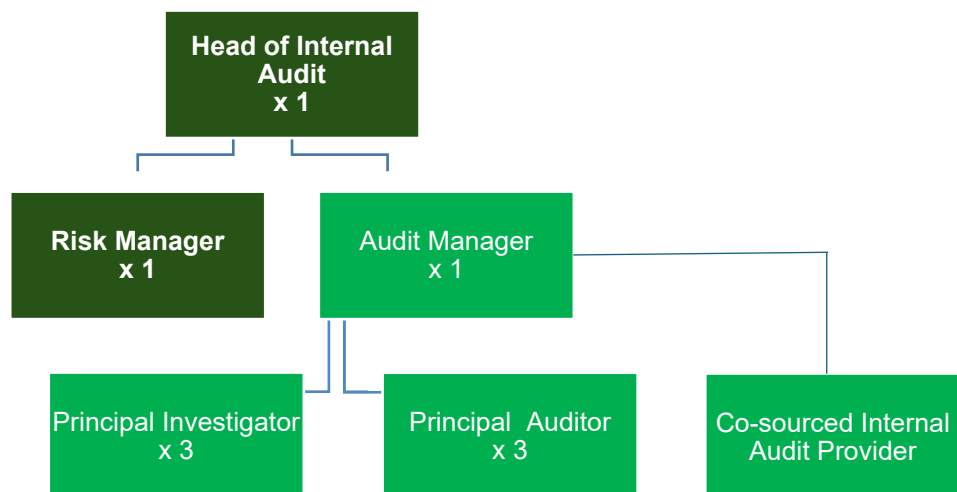 Head of Internal
Audit
x 1
Risk Manager
x 1
Audit Manager
x 1
Principal Investigator
x 3
Principal Auditor
x 3
Co-sourced Internal
Audit Provider